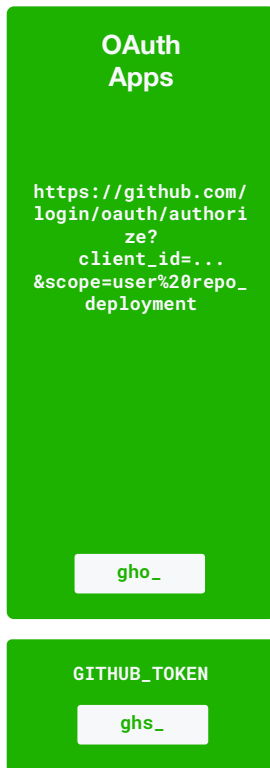 OAuth
Apps
https://github.com/
login/oauth/authori
ze?
client_id=...
&scope=user%20repo_
deployment
gho_
GITHUB_TOKEN
ghs_